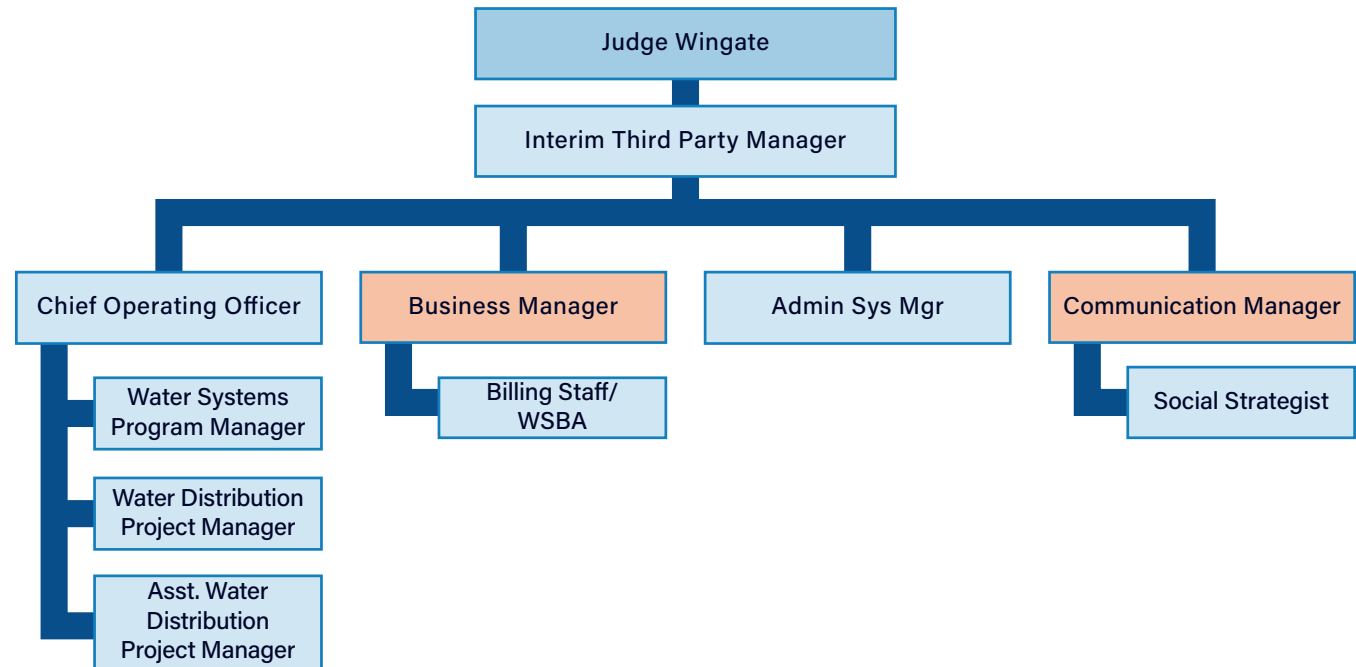 Judge Wingate
Interim Third Party Manager
Chief Operating Officer
Business Manager
Admin Sys Mgr
Communication Manager
Water Systems
Program Manager
Billing Staff/
WSBA
Social Strategist
Water Distribution
Project Manager
Asst. Water
Distribution
Project Manager